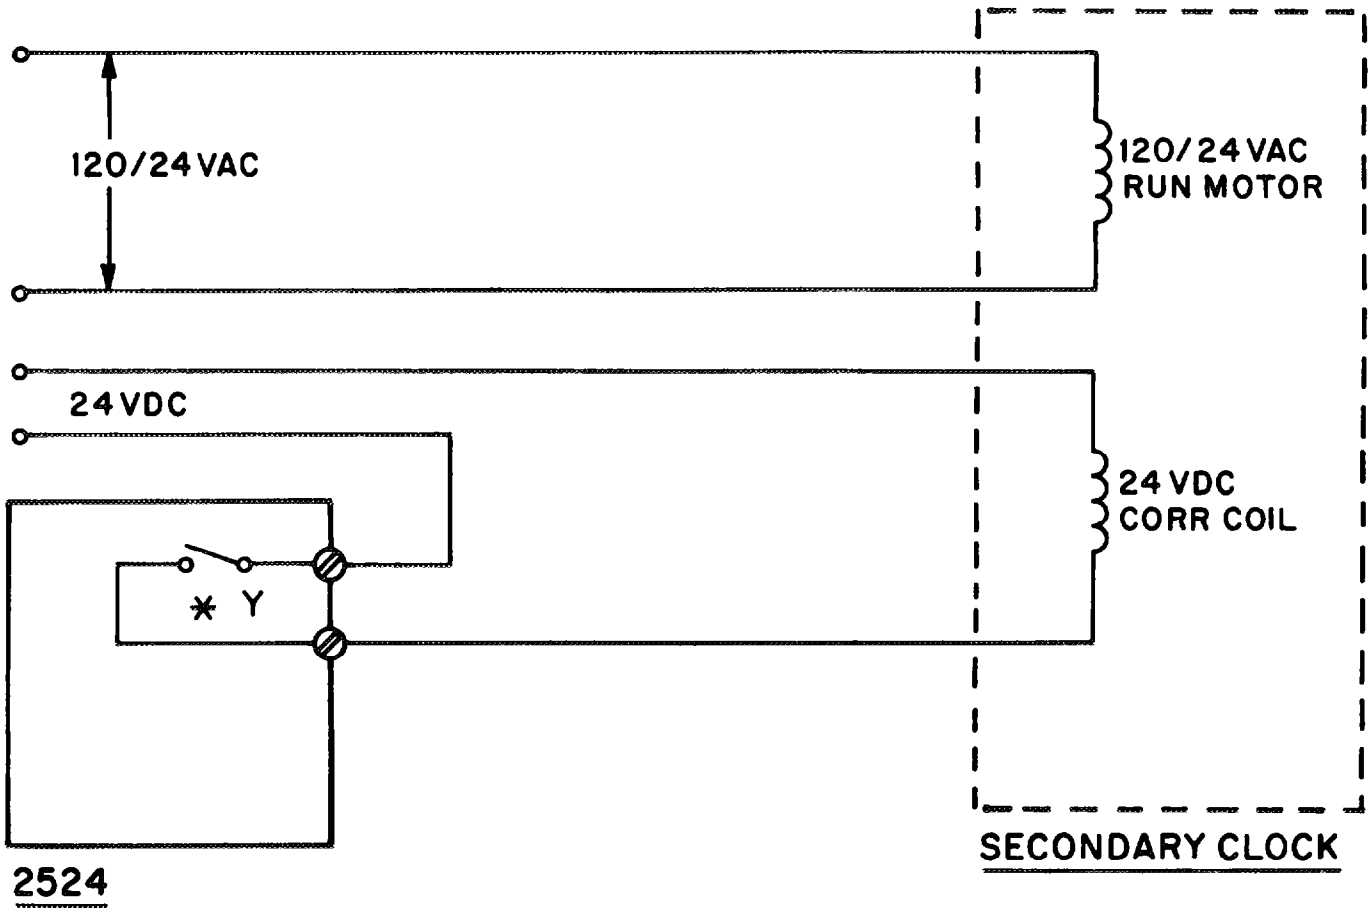 120/24 VAC
120/24 VAC
RUN MOTOR
24 VDC
24 VDC
CORR COIL
* Y
SECONDARY CLOCK
2524